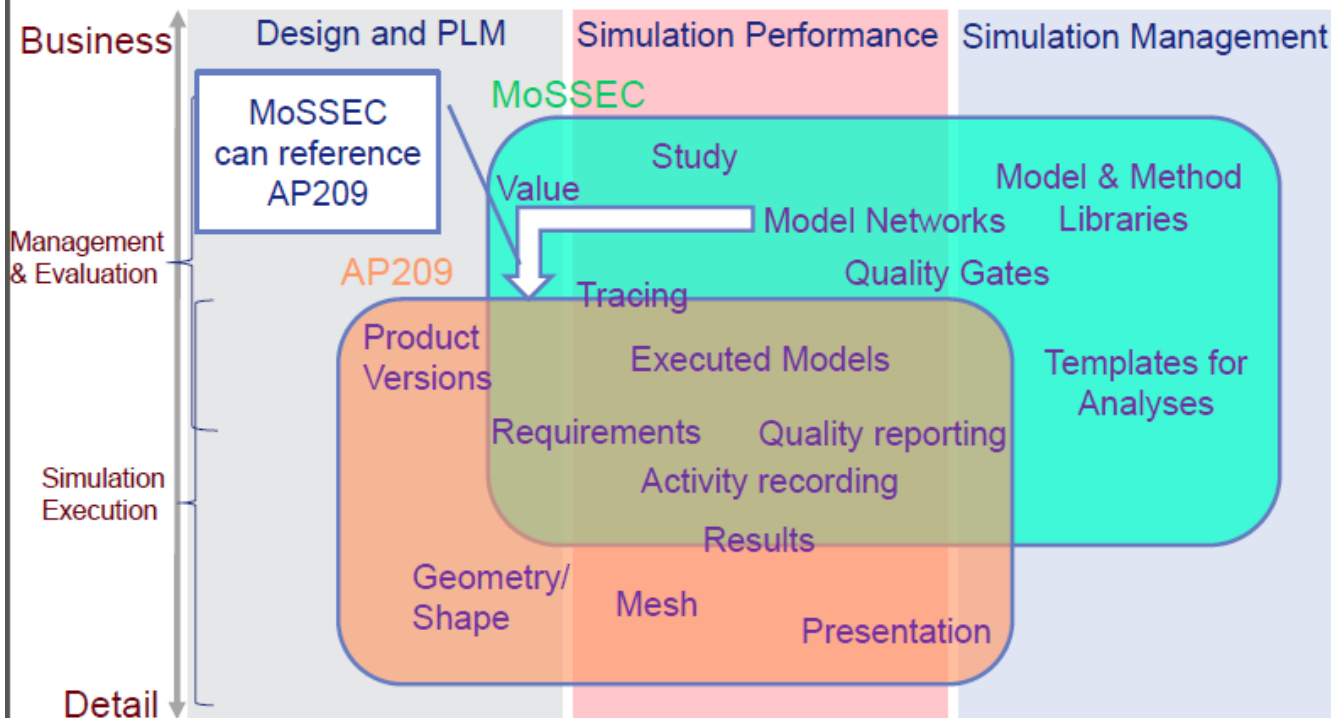 Business
Design and PLM
Simulation Performance
Simulation Management
MoSSEC
can reference
AP209
MoSSEC
Study
Value
Model & Method
Libraries
Model Networks
Management
& Evaluation
AP209
Quality Gates
Tracing
Product
Versions
Executed Models
Templates for
Analyses
Requirements
Quality reporting
Simulation
Execution
Activity recording
Results
Geometry/
Shape
Mesh
Presentation
Detail